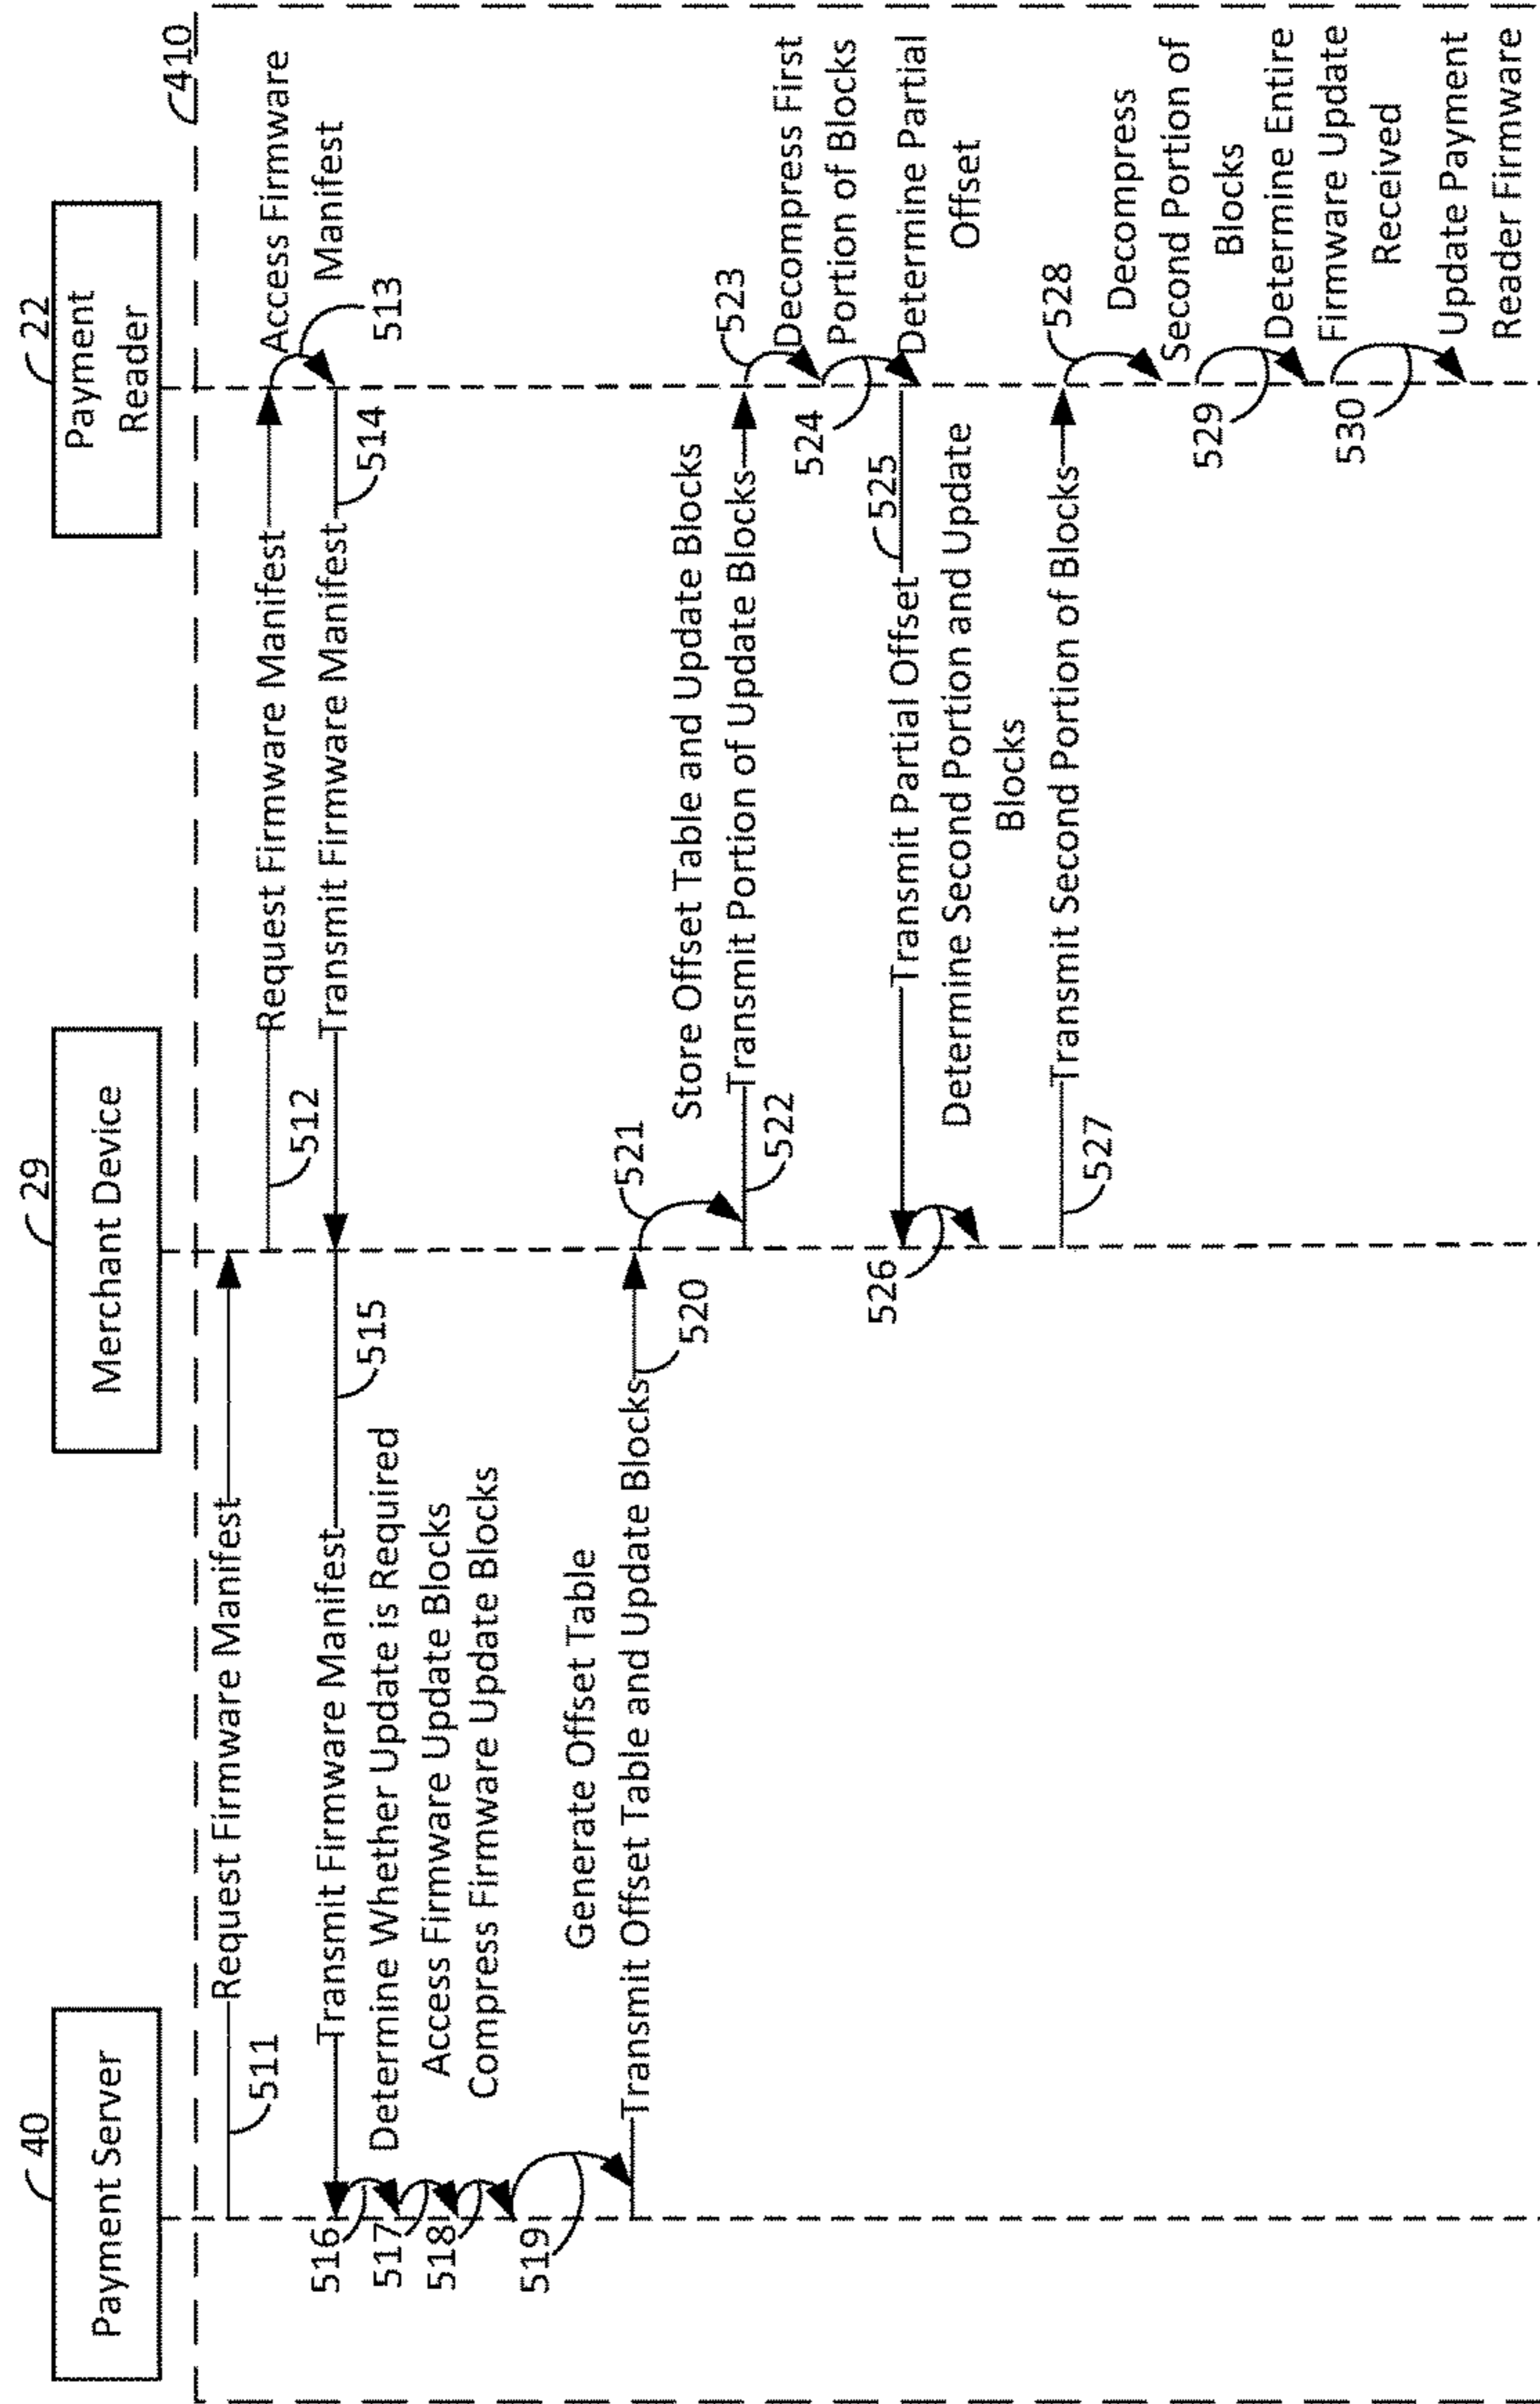 40
Payment Server
29
Merchant Device
22
Payment
Reader
410
Request Firmware Manifest
511
Request Firmware Manifest
512
Access Firmware
Manifest
513
Transmit Firmware Manifest
514
Transmit Firmware Manifest
515
516
Determine Whether Update is Required
517
Access Firmware Update Blocks
518
Compress Firmware Update Blocks
519
Generate Offset Table
Transmit Offset Table and Update Blocks
520
521
Store Offset Table and Update Blocks
Transmit Portion of Update Blocks
522
523
Decompress First
Portion of Blocks
524
Determine Partial
Offset
525
Transmit Partial Offset
526
Determine Second Portion and Update
Blocks
Transmit Second Portion of Blocks
527
528
Decompress
Second Portion of
Blocks
529
Determine Entire
Firmware Update
Received
530
Update Payment
Reader Firmware